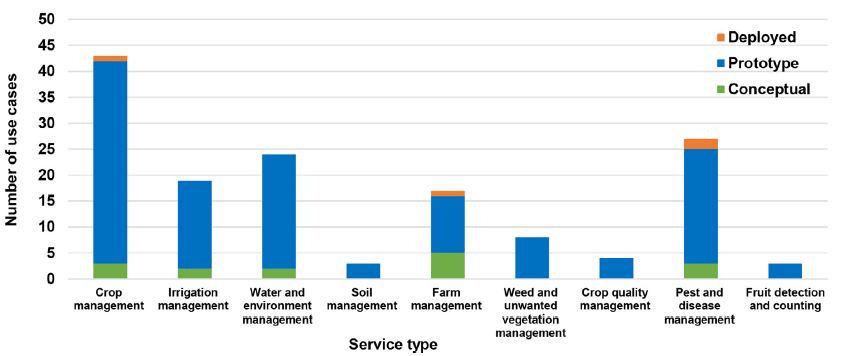 50
45
40
35
30
25
20
15
10
5
0
Number of use cases
Deployed
Prototype
Conceptual
Crop
management
Irrigation
management
Water and
environment
management
Soil
management
Farm
management
Weed and
unwanted
vegetation
management
Crop quality
management
Pest and
disease
management
Fruit detection
and counting
Service type